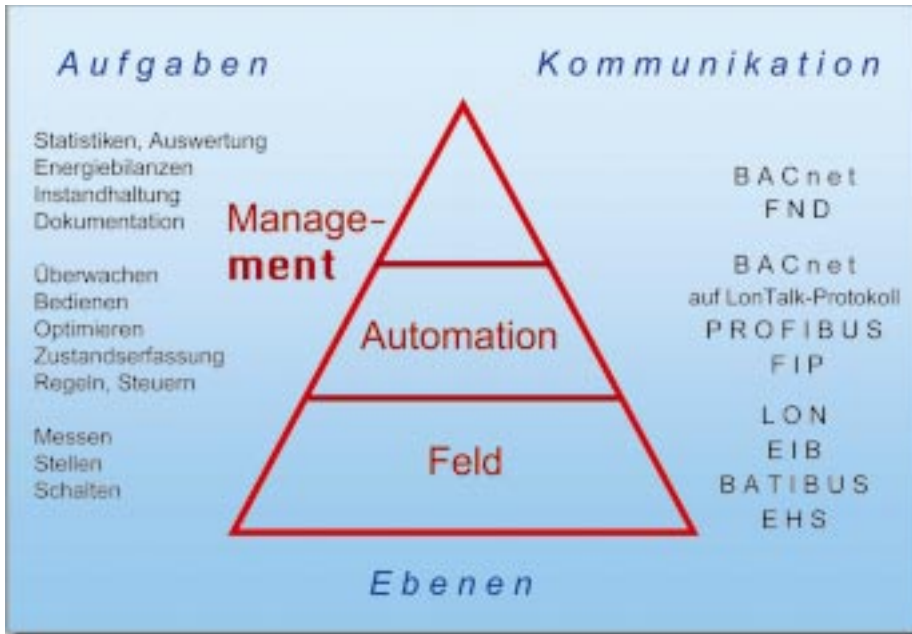 Aufgaben
Kommunikation
Statistiken, Auswertung
Energiebilanzen
Instandhaltung
Dokumentation
Überwachen
Bedienen
Optimieren
Zustandserfassung
Regeln, Steuern
Messen
Stellen
Schalten
Manage-
ment
Automation
Feld
BACnet
FND
BACnet
auf LonTalk-Protokoll
PROFIBUS
FIP
LON
EIB
BATIBUS
EHS
Ebenen